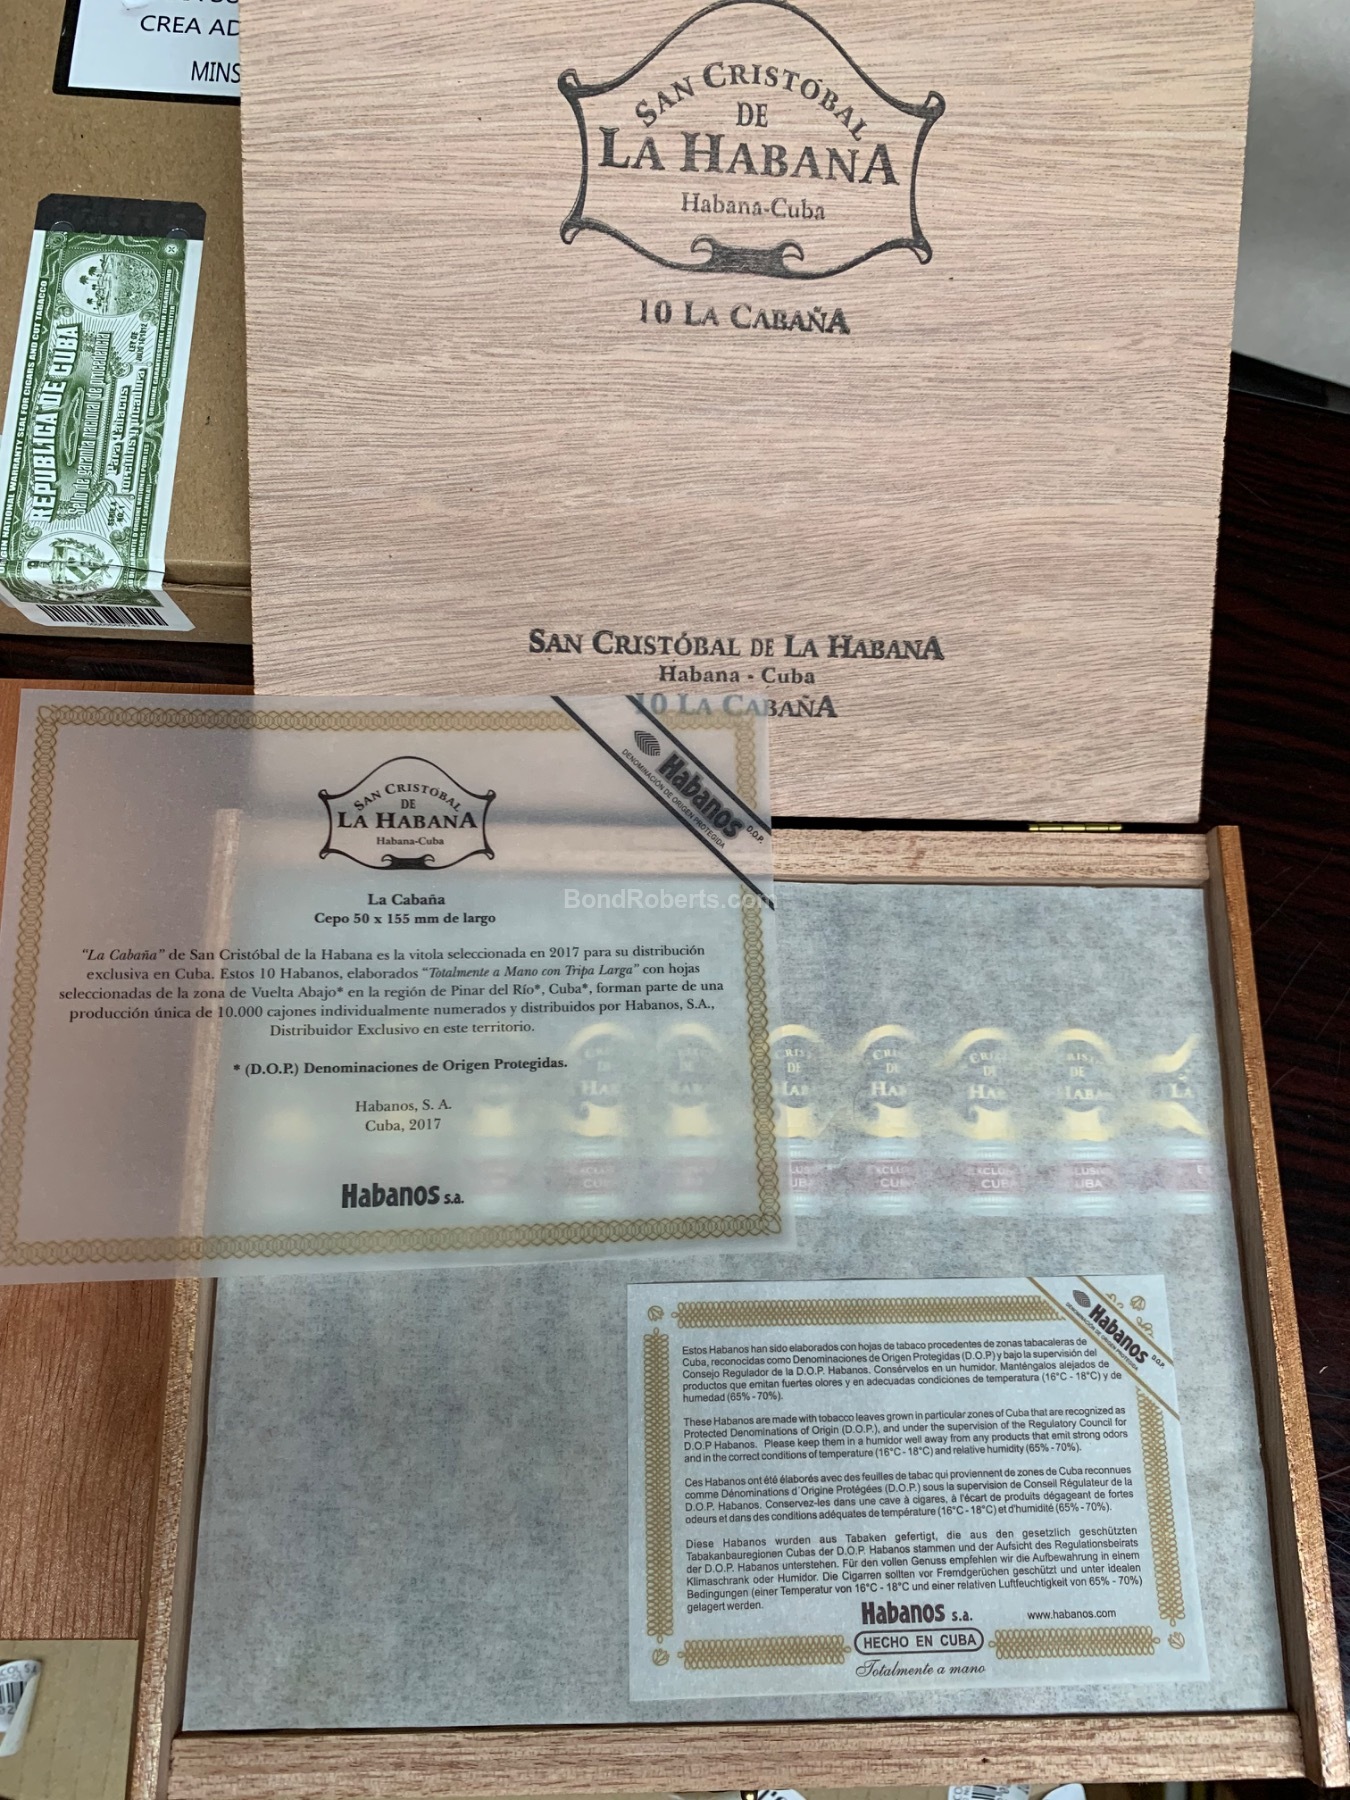 CREA AD
MINS
SAN CRISTÓBAL
DE
LA HABANA
Habana-Cuba
10 LA CABAÑA
REPUBLICA DE CUBA
Sello de garantia nacional de procedencia
Para Tabacos
SAN CRISTÓBAL DE LA HABANA
Habana - Cuba
10 LA CABAÑA
Habanos
DENOMINACIÓN DE ORIGEN PROTEGIDA
D.O.P.
SAN CRISTÓBAL
DE
LA HABANA
Habana-Cuba
La Cabaña
Cepo 50 x 155 mm de largo
"La Cabaña" de San Cristóbal de la Habana es la vitola seleccionada en 2017 para su distribución
exclusiva en Cuba. Estos 10 Habanos, elaborados "Totalmente a Mano con Tripa Larga" con hojas
seleccionadas de la zona de Vuelta Abajo* en la región de Pinar del Río*, Cuba*, forman parte de una
producción única de 10.000 cajones individualmente numerados y distribuidos por Habanos, S.A.,
Distribuidor Exclusivo en este territorio.
* (D.O.P.) Denominaciones de Origen Protegidas.
Habanos, S. A.
Cuba, 2017
Habanos s.a.
BondRoberts.com
Habanos
DENOMINACIÓN DE ORIGEN PROTEGIDA
D.O.P.
Estos Habanos han sido elaborados con hojas de tabaco procedentes de zonas tabacaleras de
Cuba, reconocidas como Denominaciones de Origen Protegidas (D.O.P) y bajo la supervisión del
Consejo Regulador de la D.O.P. Habanos. Consérvelos en un humidor. Manténgalos alejados de
productos que emitan fuertes olores y en adecuadas condiciones de temperatura (16°C - 18°C) y de
humedad (65% - 70%).
These Habanos are made with tobacco leaves grown in particular zones of Cuba that are recognized as
Protected Denominations of Origin (D.O.P.), and under the supervision of the Regulatory Council for
D.O.P Habanos. Please keep them in a humidor well away from any products that emit strong odors
and in the correct conditions of temperature (16°C - 18°C) and relative humidity (65% - 70%).
Ces Habanos ont été élaborés avec des feuilles de tabac qui proviennent de zones de Cuba reconnues
comme Dénominations d'Origine Protégées (D.O.P.) sous la supervision de Conseil Régulateur de la
D.O.P. Habanos. Conservez-les dans une cave à cigares, à l'écart de produits dégageant de fortes
odeurs et dans des conditions adéquates de température (16°C - 18°C) et d'humidité (65% - 70%).
Diese Habanos wurden aus Tabaken gefertigt, die aus den gesetzlich geschützten
Tabakanbauregionen Cubas der D.O.P. Habanos stammen und der Aufsicht des Regulationsbeirats
der D.O.P. Habanos unterstehen. Für den vollen Genuss empfehlen wir die Aufbewahrung in einem
Klimaschrank oder Humidor. Die Cigarren sollten vor Fremdgerüchen geschützt und unter idealen
Bedingungen (einer Temperatur von 16°C - 18°C und einer relativen Luftfeuchtigkeit von 65% - 70%)
gelagert werden.
Habanos s.a.
www.habanos.com
HECHO EN CUBA
Totalmente a mano